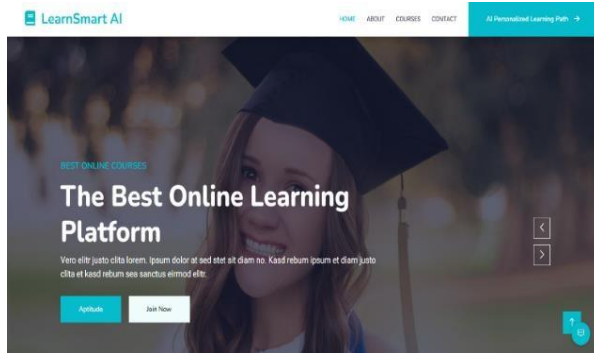 LearnSmart AI
HOME ABOUT COURSES CONTACT
AI Personalized Learning Path →
BEST ONLINE COURSES
The Best Online Learning
Platform
Vero elitr justo clita lorem. Ipsum dolor at sed stet sit diam no. Kasd rebum ipsum et diam justo
clita et kasd rebum sea sanctus eirmod elitr.
Aptitude
Join Now